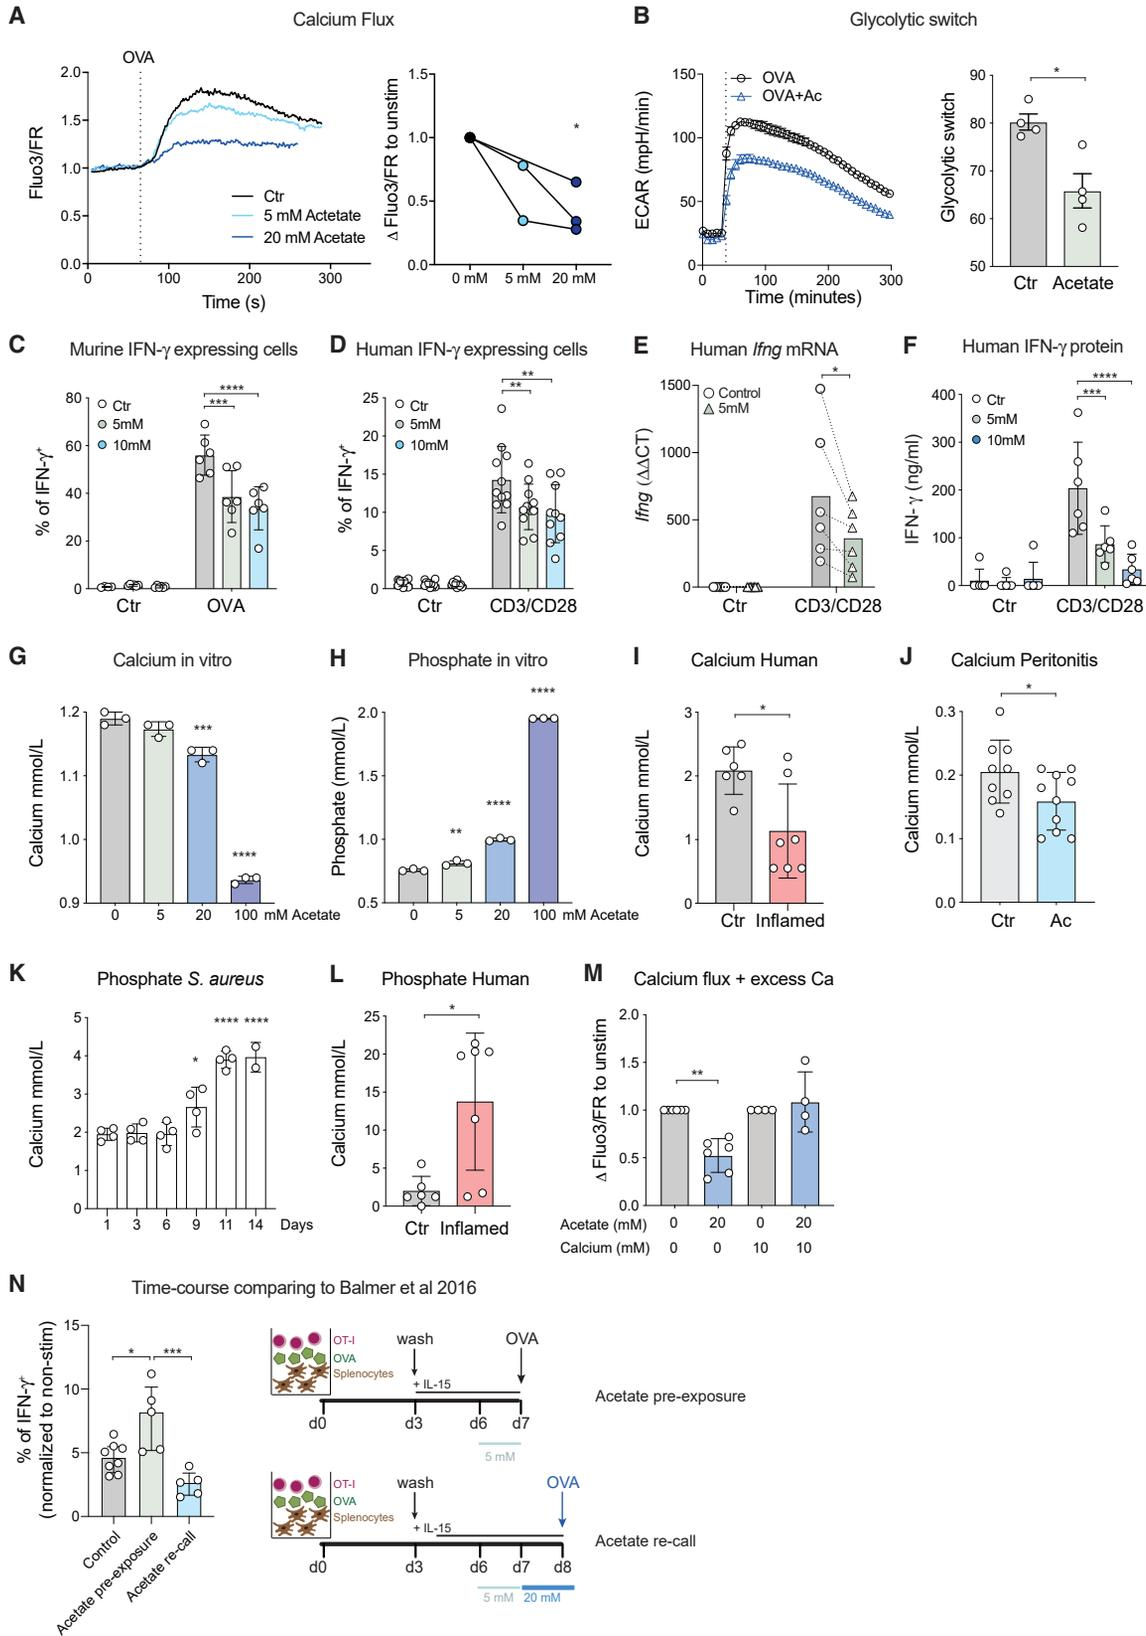 A
Calcium Flux
OVA
Fluo3/FR
2.0
1.5
1.0
0.5
0.0
Ctr
5 mM Actetate
20 mM Acetate
0
100
200
300
Time (s)
Δ Fluo3/FR to unstim
1.5
1.0
0.5
0.0
*
0 mM
5 mM
20 mM
B
Glycolytic switch
ECAR (mpH/min)
150
100
50
0
OVA
OVA+Ac
0
100
200
300
Time (minutes)
Glycolytic switch
90
80
70
60
50
*
Ctr
Acetate
C
Murine IFN-γ expressing cells
% of IFN-γ+
80
60
40
20
0
Ctr
5mM
10mM
****
***
Ctr
OVA
D
Human IFN-γ expressing cells
% of IFN-γ+
25
20
15
10
5
0
Ctr
5mM
10mM
**
**
Ctr
CD3/CD28
E
Human Ifng mRNA
Ifng (ΔΔCT)
1500
1000
500
0
Control
5mM
*
Ctr
CD3/CD28
F
Human IFN-γ protein
IFN- γ (ng/ml)
400
300
200
100
0
Ctr
5mM
10mM
****
***
Ctr
CD3/CD28
G
Calcium in vitro
Calcium mmol/L
1.2
1.1
1.0
0.9
***
****
0
5
20
100 mM Acetate
H
Phosphate in vitro
Phosphate (mmol/L)
2.0
1.5
1.0
0.5
**
****
****
0
5
20
100 mM Acetate
I
Calcium Human
Calcium mmol/L
3
2
1
0
*
Ctr
Inflamed
J
Calcium Peritonitis
Calcium mmol/L
0.3
0.2
0.1
0.0
*
Ctr
Ac
K
Phosphate S. aureus
Calcium mmol/L
5
4
3
2
1
0
*
****
****
1
3
6
9
11
14
Days
L
Phosphate Human
Calcium mmol/L
25
20
15
10
5
0
*
Ctr
Inflamed
M
Calcium flux + excess Ca
Δ Fluo3/FR to unstim
2.0
1.5
1.0
0.5
0.0
**
Acetate (mM) 0 20 0 20
Calcium (mM) 0 0 10 10
N
Time-course comparing to Balmer et al 2016
% of IFN-γ+
(normalized to non-stim)
15
10
5
0
*
***
Control
Acetate pre-exposure
Acetate re-call
OT-I
OVA
Splenocytes
wash
+ IL-15
OVA
d0
d3
d6
d7
5 mM
Acetate pre-exposure
OT-I
OVA
Splenocytes
wash
+ IL-15
OVA
d0
d3
d6
d7
d8
5 mM
20 mM
Acetate re-call